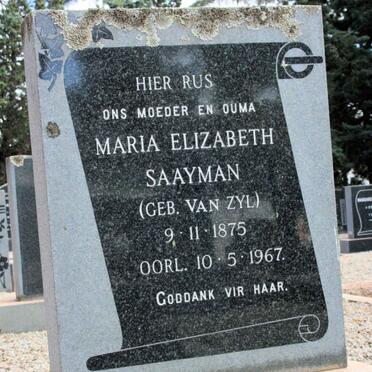 HIER RUS
ONS MOEDER EN OUMA
MARIA ELIZABETH
SAAYMAN
(GEB. VAN ZYL)
9·11·1875
OORL. 10·5·1967.
GODDANK VIR HAAR.